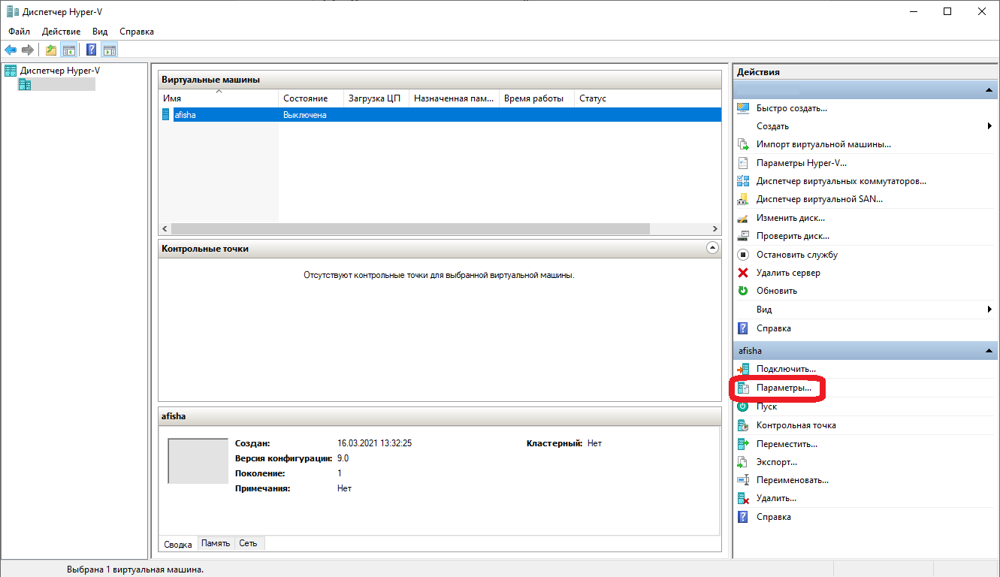 Диспетчер Hyper-V
Файл Действие Вид Справка
Диспетчер Hyper-V
Виртуальные машины
Имя Состояние Загрузка ЦП Назначенная пам... Время работы Статус
afisha Выключена
Контрольные точки
Отсутствуют контрольные точки для выбранной виртуальной машины.
afisha
Создан: 16.03.2021 13:32:25 Кластерный: Нет
Версия конфигурации: 9.0
Поколение: 1
Примечания: Нет
Сводка Память Сеть
Действия
Быстро создать...
Создать
Импорт виртуальной машины...
Параметры Hyper-V...
Диспетчер виртуальных коммутаторов...
Диспетчер виртуальной SAN...
Изменить диск...
Проверить диск...
Остановить службу
Удалить сервер
Обновить
Вид
Справка
afisha
Подключить...
Параметры...
Пуск
Контрольная точка
Переместить...
Экспорт...
Переименовать...
Удалить...
Справка
Выбрана 1 виртуальная машина.